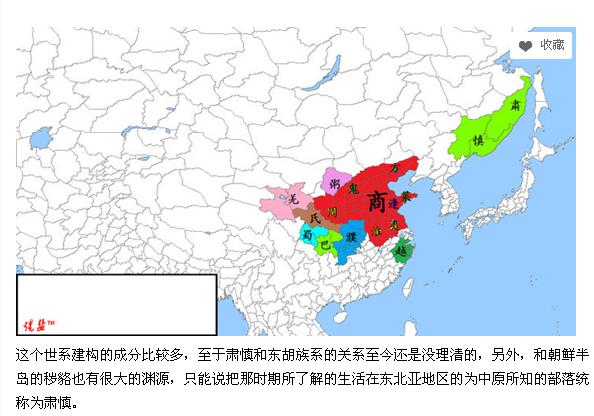 收藏
肃
慎
方
粥
鬼
羌
商
逢
莱
氏
周
淮
夷
蜀
巴
濮
越
这个世系建构的成分比较多，至于肃慎和东胡族系的关系至今还是没理清的，另外，和朝鲜半
岛的秽貉也有很大的渊源，只能说把那时期所了解的生活在东北亚地区的为中原所知的部落统
称为肃慎。